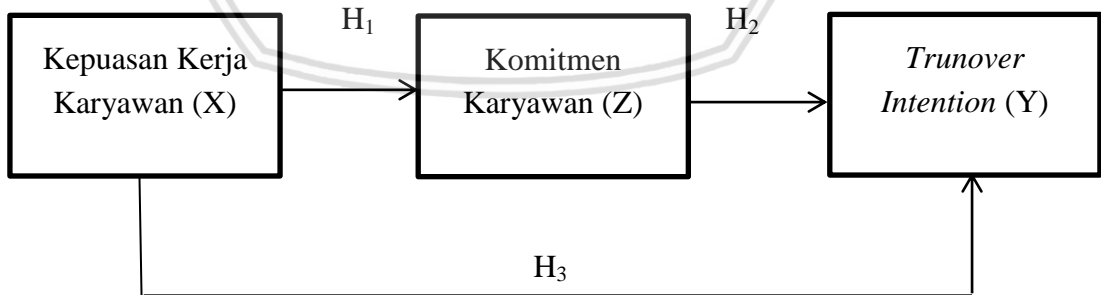 H₁
H₂
Kepuasan Kerja
Karyawan (X)
Komitmen
Karyawan (Z)
Trunover
Intention (Y)
H₃